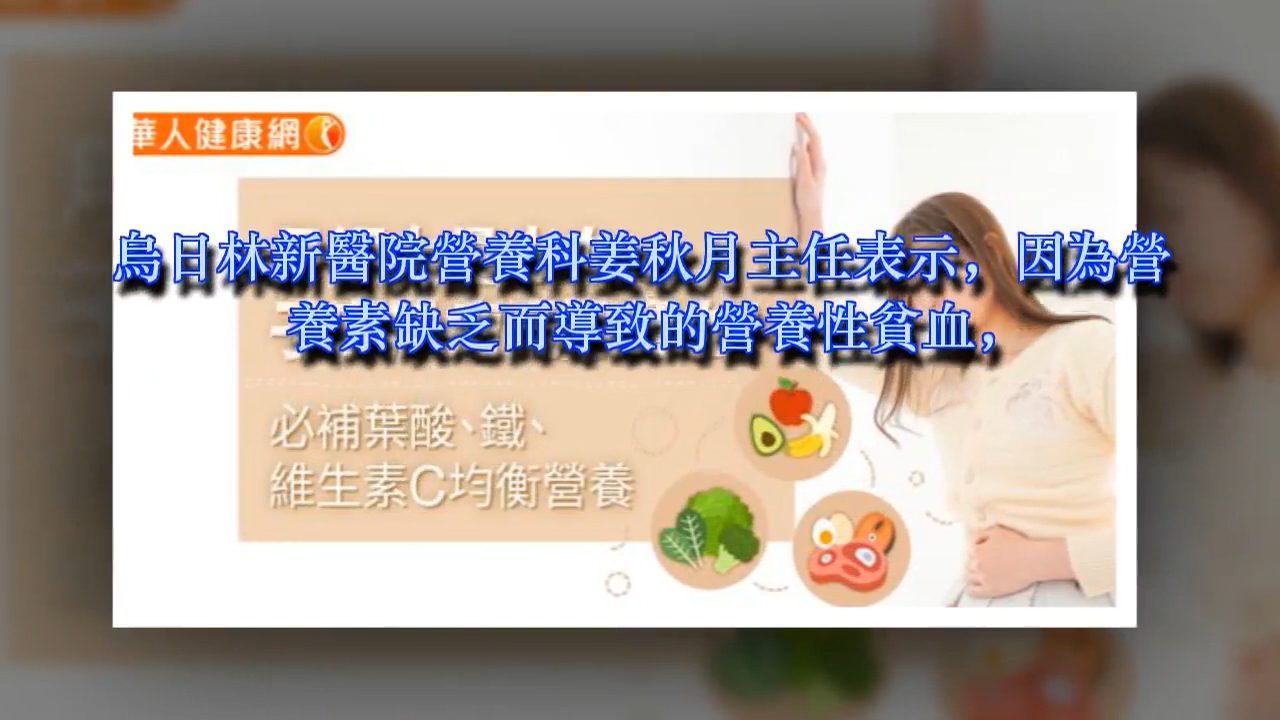 華人健康網
烏日林新醫院營養科姜秋月主任表示，因為營
養素缺乏而導致的營養性貧血，
必補葉酸、鐵、
維生素C均衡營養